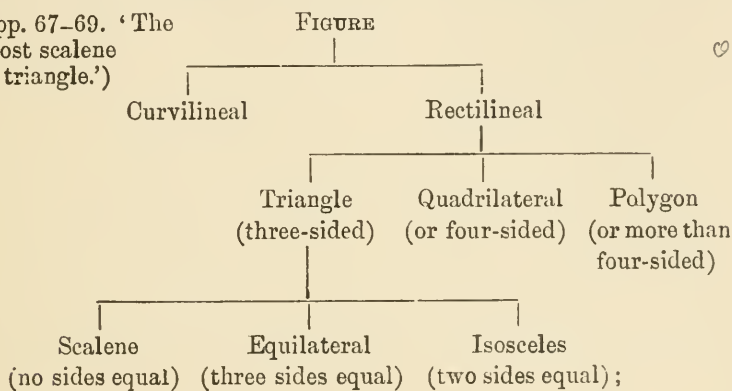 pp. 67–69. ‘The
ost scalene
triangle.’)
FIGURE
Curvilineal Rectilineal
Triangle Quadrilateral Polygon
(three-sided) (or four-sided) (or more than
four-sided)
Scalene Equilateral Isosceles
(no sides equal) (three sides equal) (two sides equal);